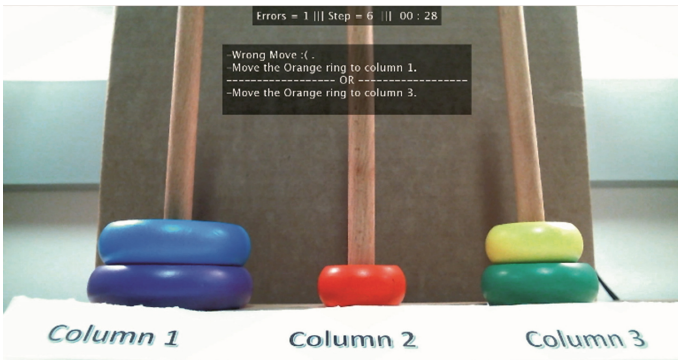 Errors = 1 ||| Step = 6 ||| 00 : 28
-Wrong Move :( .
-Move the Orange ring to column 1.
------------------ OR ------------------
-Move the Orange ring to column 3.
Column 1 Column 2 Column 3